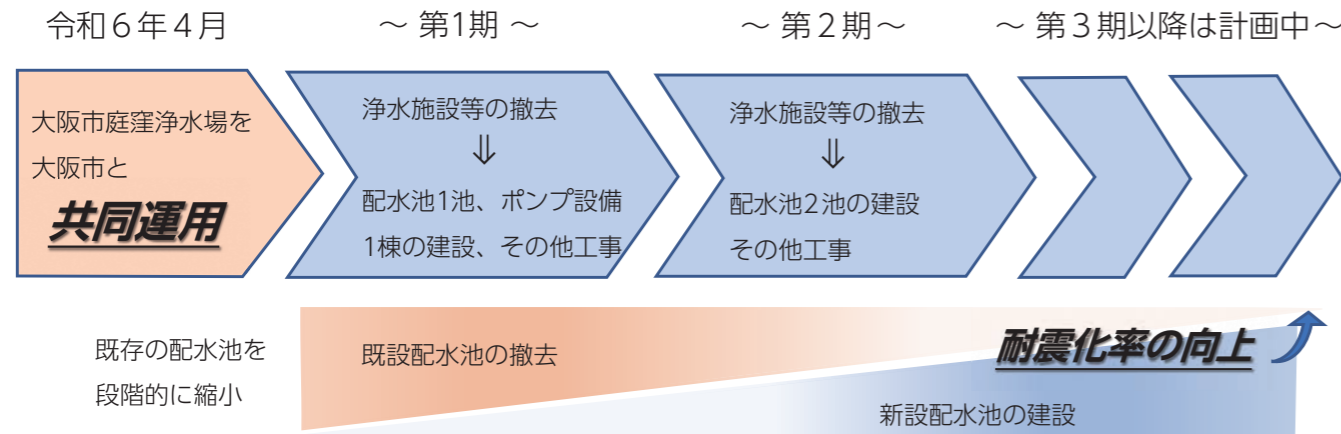 令和６年４月
～ 第1期 ～
～ 第２期～
～ 第３期以降は計画中～
大阪市庭窪浄水場を
大阪市と
共同運用
浄水施設等の撤去
⇓
配水池1池、ポンプ設備
1棟の建設、その他工事
浄水施設等の撤去
⇓
配水池２池の建設
その他工事
既存の配水池を
段階的に縮小
既設配水池の撤去
耐震化率の向上
新設配水池の建設